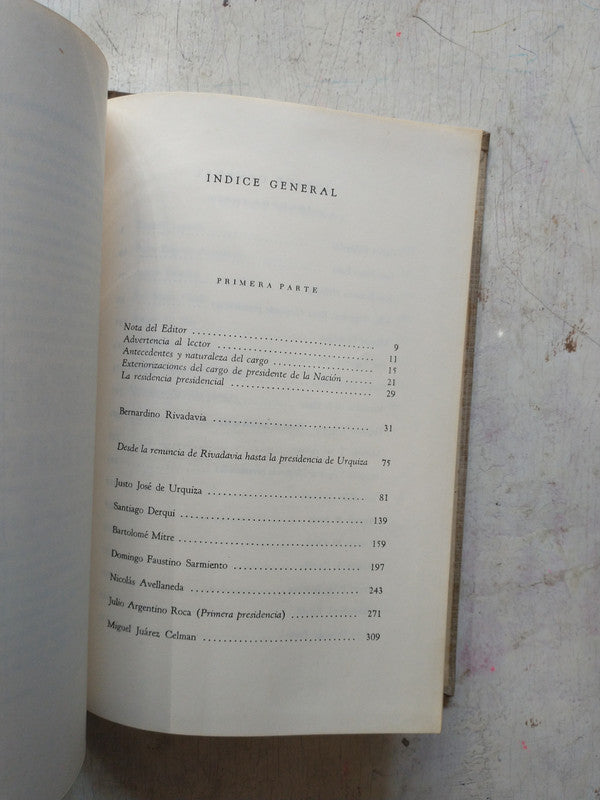 INDICE GENERAL
PRIMERA PARTE
Nota del Editor .............................. 9
Advertencia al lector .............................. 11
Antecedentes y naturaleza del cargo .................. 15
Exteriorizaciones del cargo de presidente de la Nación ...... 21
La residencia presidencial .............................. 29
Bernardino Rivadavia .............................. 31
Desde la renuncia de Rivadavia hasta la presidencia de Urquiza 75
Justo José de Urquiza .............................. 81
Santiago Derqui .............................. 139
Bartolomé Mitre .............................. 159
Domingo Faustino Sarmiento .............................. 197
Nicolás Avellaneda .............................. 243
Julio Argentino Roca (Primera presidencia) .............. 271
Miguel Juárez Celman .............................. 309